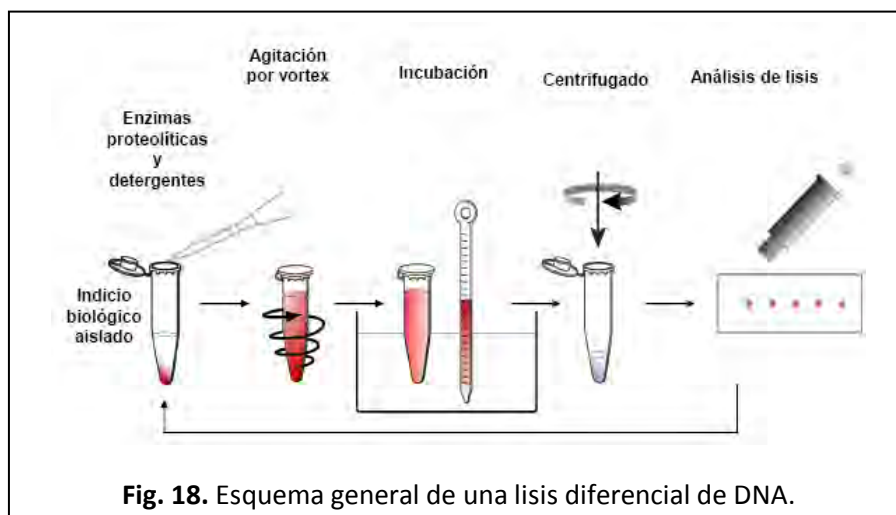 Agitación
por vortex
Incubación
Centrifugado
Análisis de lisis
Enzimas
proteolíticas
y
detergentes
Indicio
biológico
aislado
Fig. 18. Esquema general de una lisis diferencial de DNA.